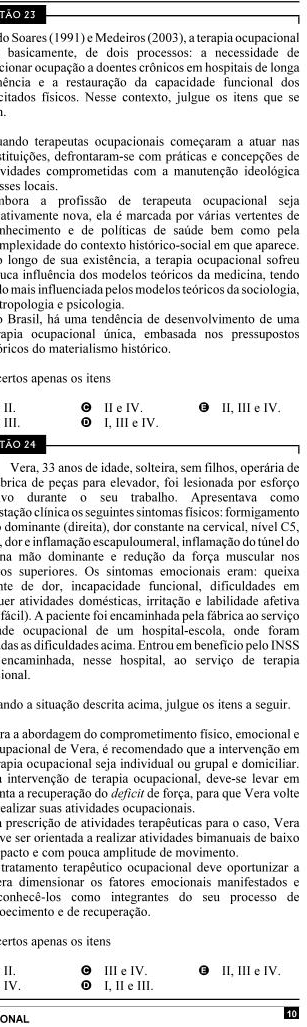 TÃO 23
do Soares (1991) e Medeiros (2003), a terapia ocupacional
, basicamente, de dois processos: a necessidade de
cionar ocupação a doentes crônicos em hospitais de longa
nência e a restauração da capacidade funcional dos
citados físicos. Nesse contexto, julgue os itens que se
n.
uando terapeutas ocupacionais começaram a atuar nas
stituições, defrontaram-se com práticas e concepções de
vidades comprometidas com a manutenção ideológica
sses locais.
mbora a profissão de terapeuta ocupacional seja
ativamente nova, ela é marcada por várias vertentes de
nhecimento e de políticas de saúde bem como pela
mplexidade do contexto histórico-social em que aparece.
o longo de sua existência, a terapia ocupacional sofreu
uca influência dos modelos teóricos da medicina, tendo
do mais influenciada pelos modelos teóricos da sociologia,
tropologia e psicologia.
o Brasil, há uma tendência de desenvolvimento de uma
rapia ocupacional única, embasada nos pressupostos
óricos do materialismo histórico.
certos apenas os itens
II. C II e IV. E II, III e IV.
III. D I, III e IV.
TÃO 24
Vera, 33 anos de idade, solteira, sem filhos, operária de
brica de peças para elevador, foi lesionada por esforço
vo durante o seu trabalho. Apresentava como
stação clínica os seguintes sintomas físicos: formigamento
o dominante (direita), dor constante na cervical, nível C5,
, dor e inflamação escapuloumeral, inflamação do túnel do
na mão dominante e redução da força muscular nos
os superiores. Os sintomas emocionais eram: queixa
nte de dor, incapacidade funcional, dificuldades em
uer atividades domésticas, irritação e labilidade afetiva
fácil). A paciente foi encaminhada pela fábrica ao serviço
de ocupacional de um hospital-escola, onde foram
das as dificuldades acima. Entrou em benefício pelo INSS
encaminhada, nesse hospital, ao serviço de terapia
ional.
ando a situação descrita acima, julgue os itens a seguir.
ra a abordagem do comprometimento físico, emocional e
upacional de Vera, é recomendado que a intervenção em
rapia ocupacional seja individual ou grupal e domiciliar.
a intervenção de terapia ocupacional, deve-se levar em
nta a recuperação do deficit de força, para que Vera volte
ealizar suas atividades ocupacionais.
a prescrição de atividades terapêuticas para o caso, Vera
ve ser orientada a realizar atividades bimanuais de baixo
pacto e com pouca amplitude de movimento.
tratamento terapêutico ocupacional deve oportunizar a
era dimensionar os fatores emocionais manifestados e
conhecê-los como integrantes do seu processo de
oecimento e de recuperação.
certos apenas os itens
II. C III e IV. E II, III e IV.
IV. D I, II e III.
ONAL 10